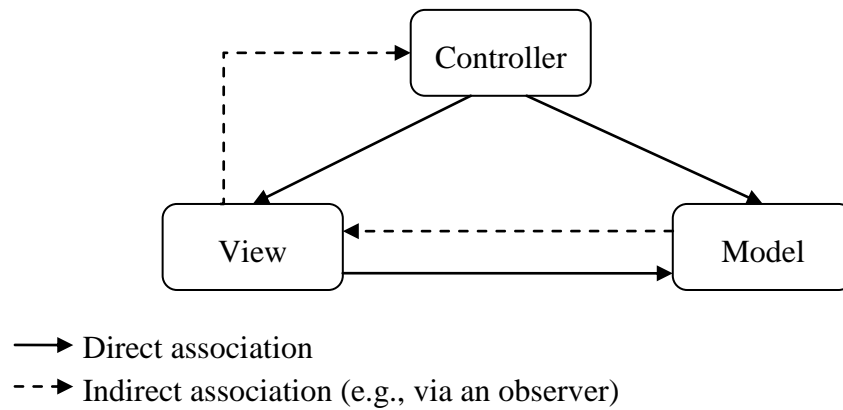 Controller
View
Model
Direct association
Indirect association (e.g., via an observer)